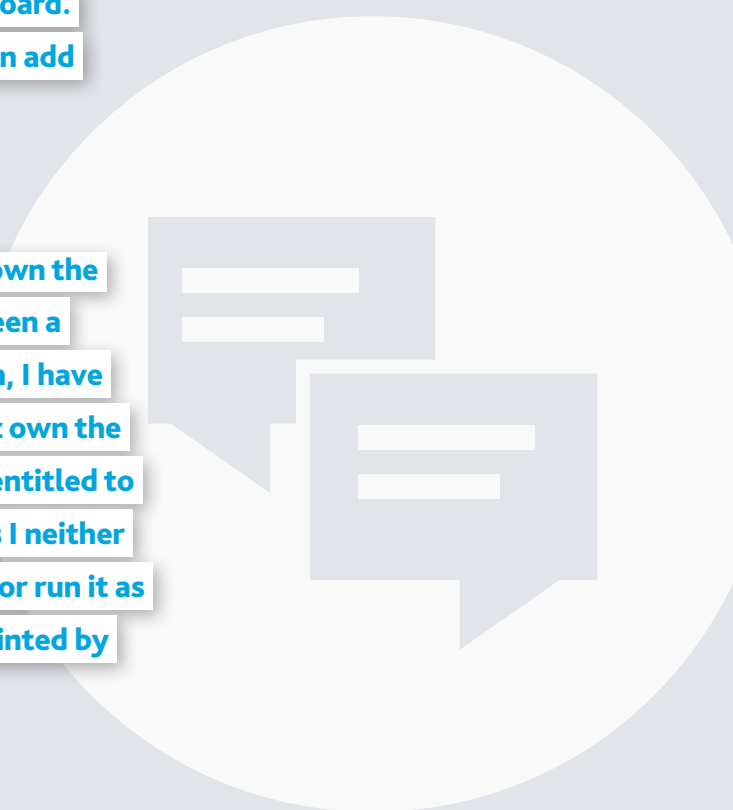 oard.
n add
own the
een a
n, I have
t own the
entitled to
s I neither
or run it as
inted by